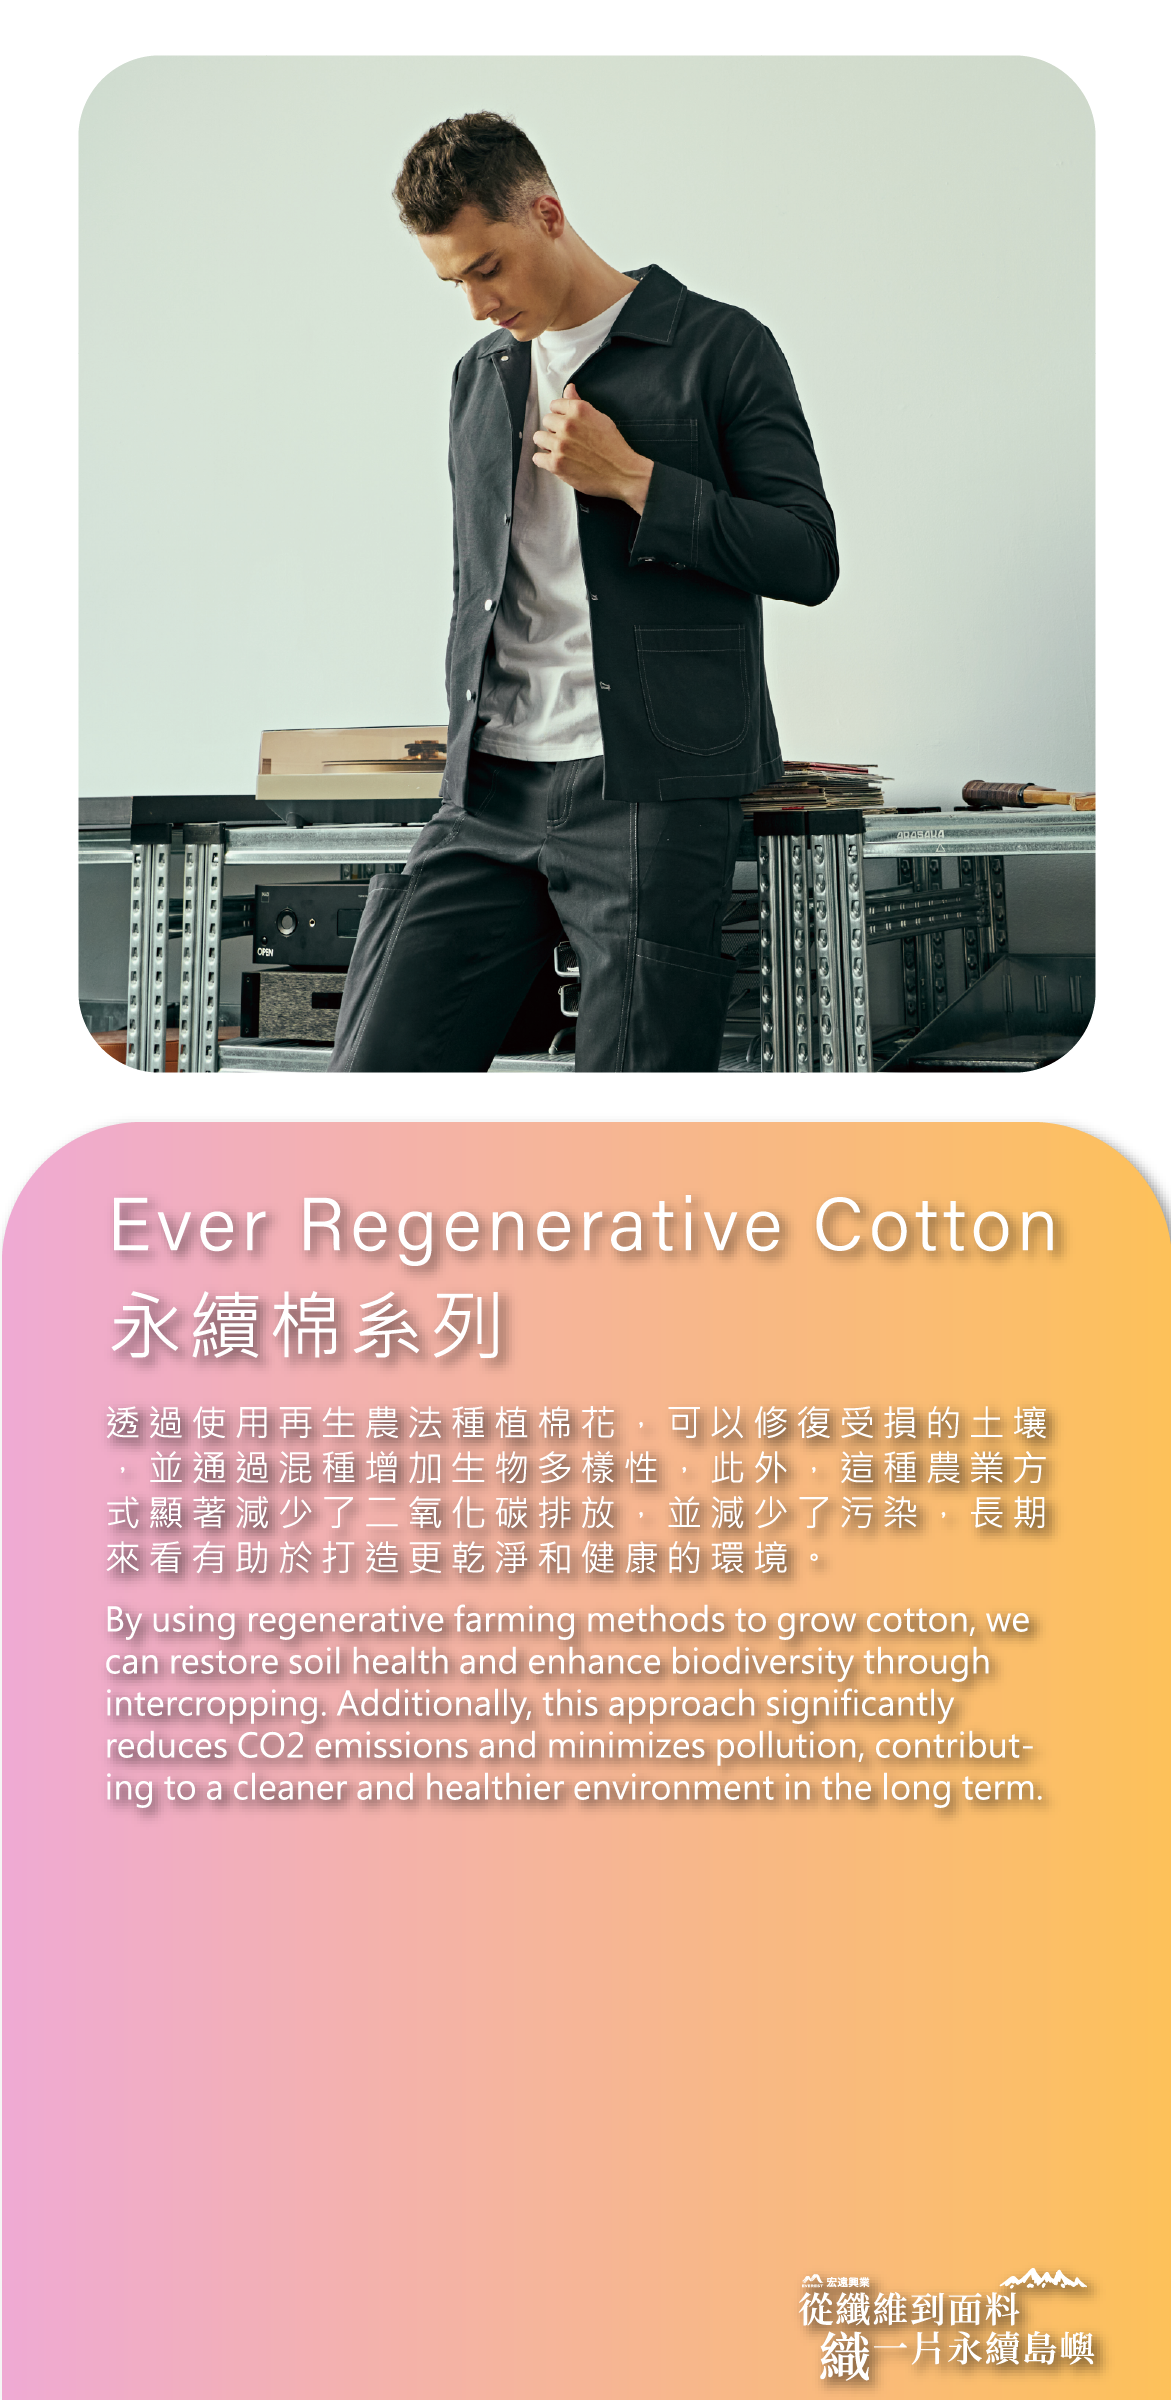 ADASAWA
OPEN
Ever Regenerative Cotton
永續棉系列
透過使用再生農法種植棉花，可以修復受損的土壤
，並通過混種增加生物多樣性，此外，這種農業方
式顯著減少了二氧化碳排放，並減少了污染，長期
來看有助於打造更乾淨和健康的環境。
By using regenerative farming methods to grow cotton, we
can restore soil health and enhance biodiversity through
intercropping. Additionally, this approach significantly
reduces CO2 emissions and minimizes pollution, contribut-
ing to a cleaner and healthier environment in the long term.
EVEREST 宏遠興業
從纖維到面料
織一片永續島嶼